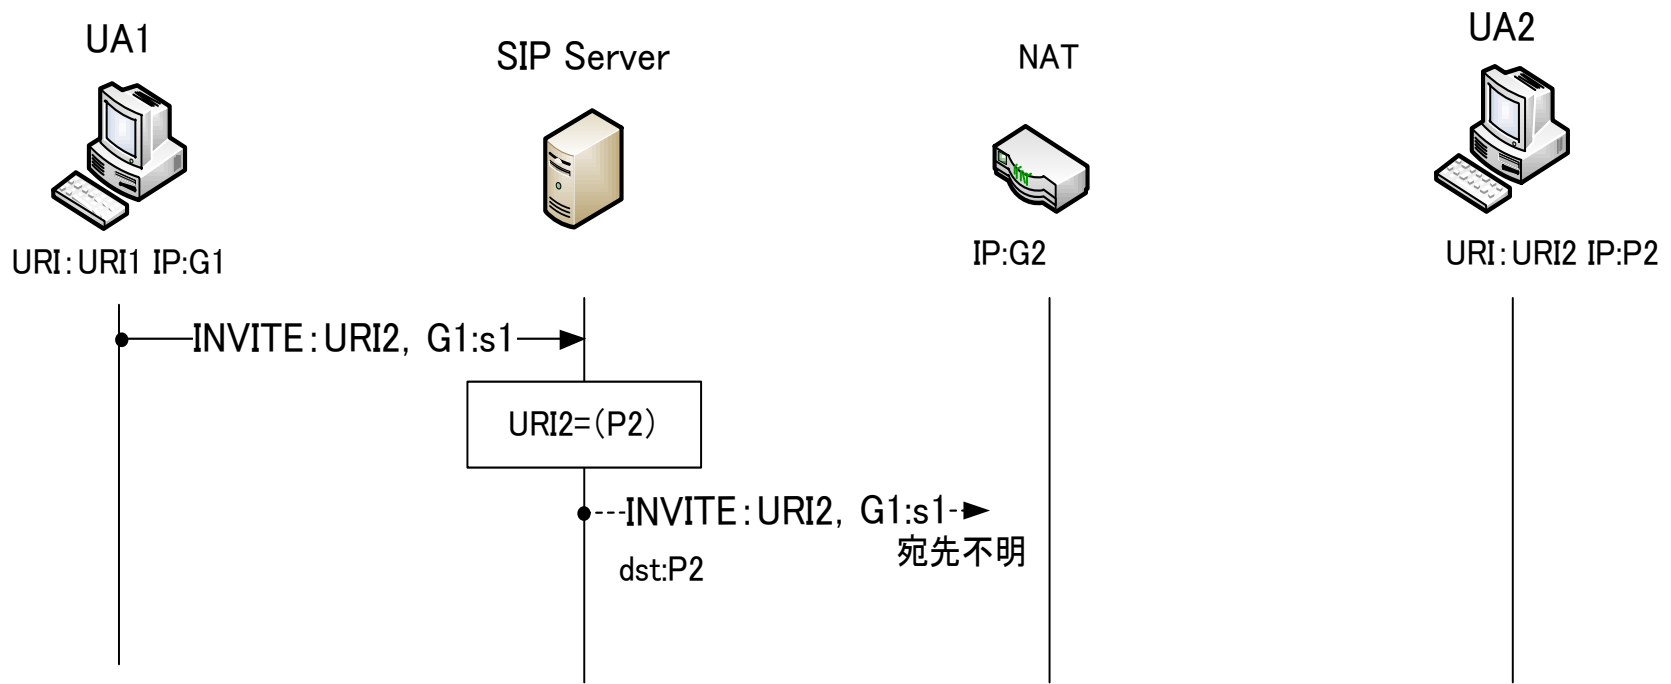 UA1
SIP Server
NAT
UA2
URI:URI1 IP:G1
IP:G2
URI:URI2 IP:P2
INVITE:URI2, G1:s1
URI2=(P2)
INVITE:URI2, G1:s1
宛先不明
dst:P2